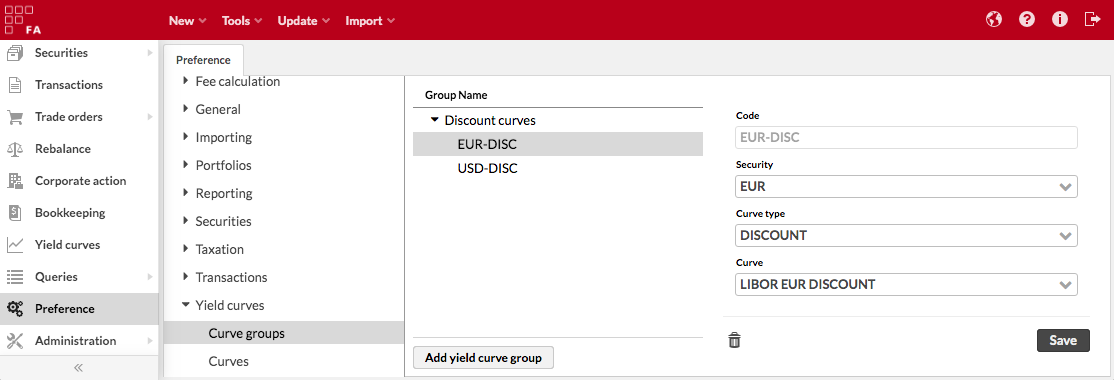 FA
New
Tools
Update
Import
Securities
Transactions
Trade orders
Rebalance
Corporate action
Bookkeeping
Yield curves
Queries
Preference
Administration
Preference
Fee calculation
General
Importing
Portfolios
Reporting
Securities
Taxation
Transactions
Yield curves
Curve groups
Curves
Group Name
Discount curves
EUR-DISC
USD-DISC
Add yield curve group
Code
EUR-DISC
Security
EUR
Curve type
DISCOUNT
Curve
LIBOR EUR DISCOUNT
Save